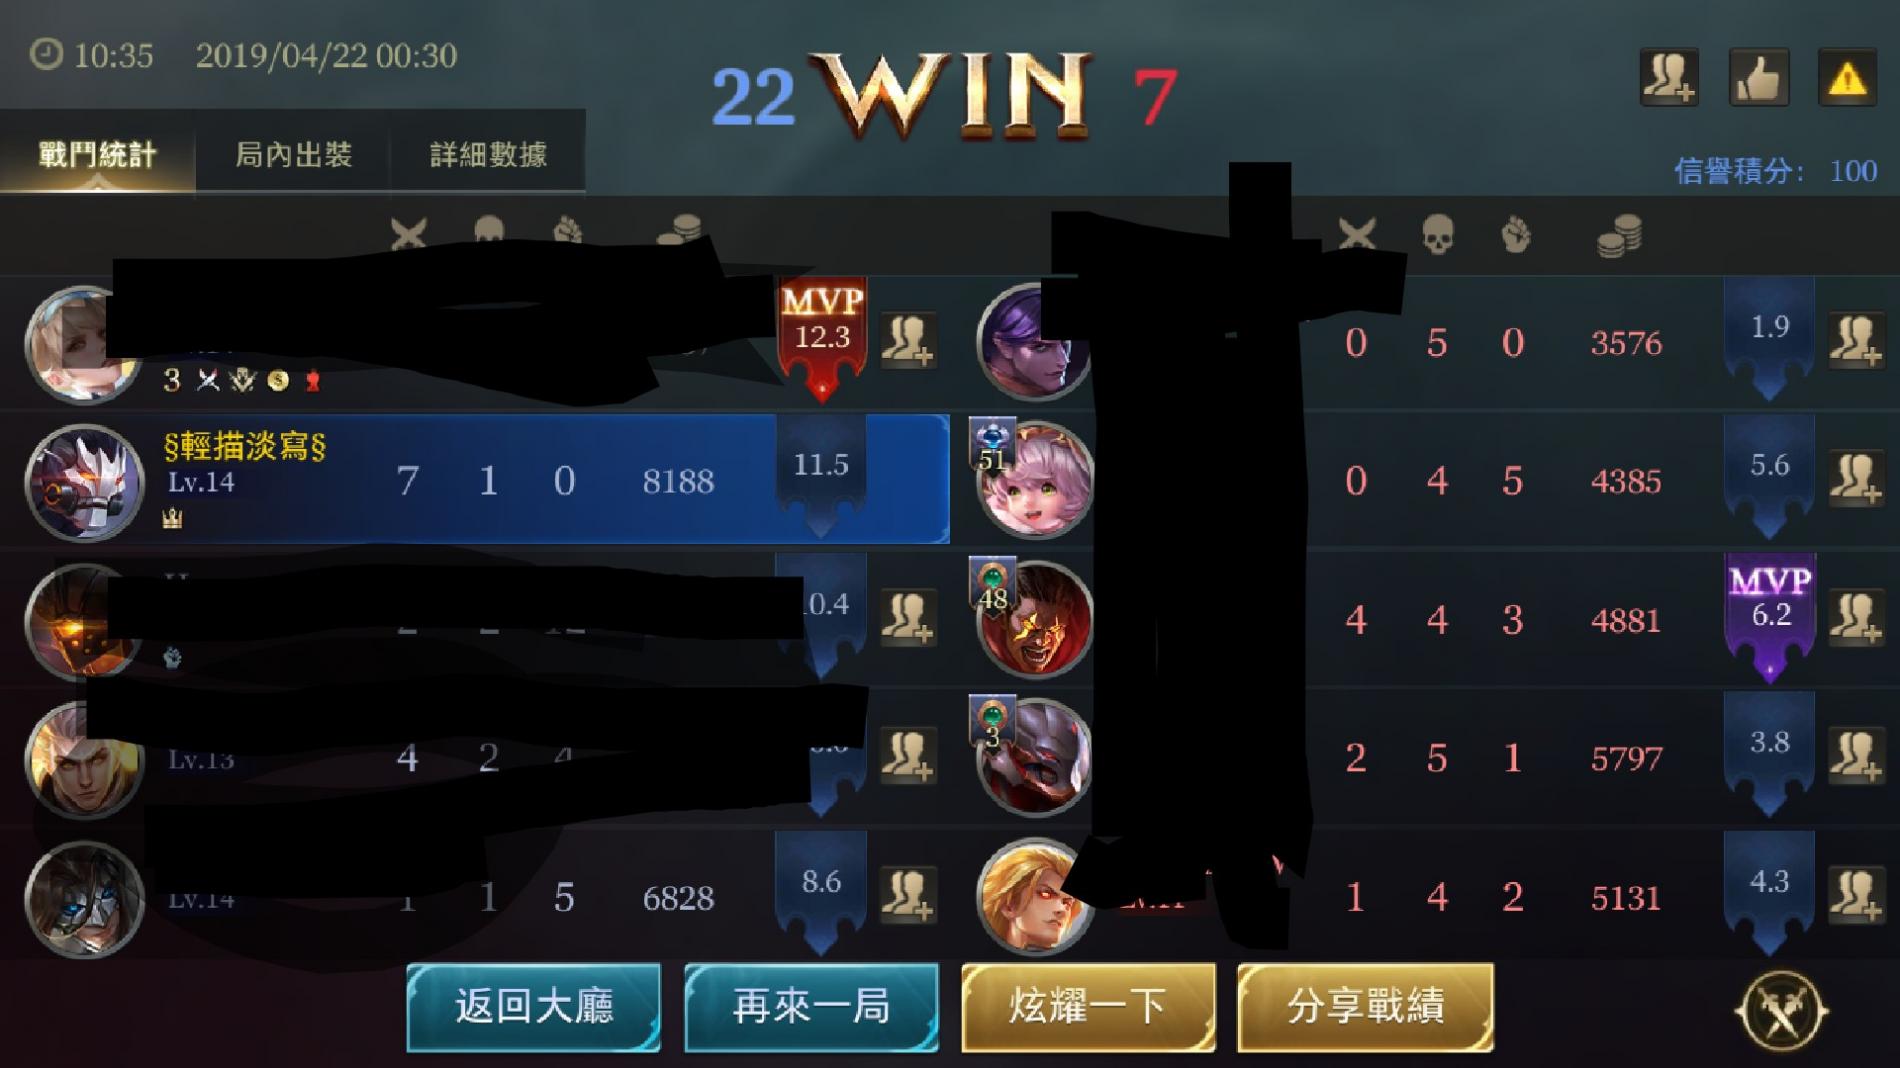 10:35 2019/04/22 00:30
22 WIN 7
戰鬥統計 局內出裝 詳細數據
信譽積分： 100
MVP
12.3
3
0 5 0 3576 1.9
§輕描淡寫§
Lv.14
7 1 0 8188 11.5
51
0 4 5 4385 5.6
10.4
48
4 4 3 4881
MVP
6.2
Lv.13
4 2 4
3
2 5 1 5797 3.8
Lv.14
1 1 5 6828 8.6
1 4 2 5131 4.3
返回大廳 再來一局 炫耀一下 分享戰績